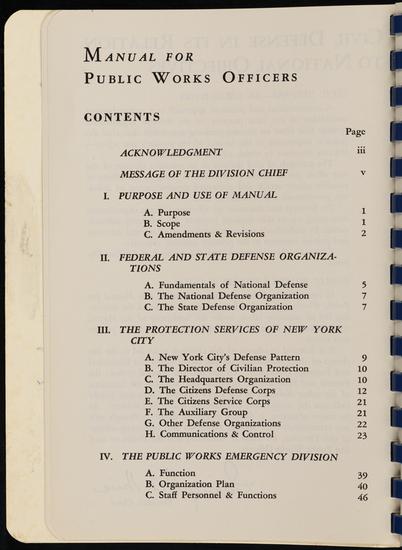 MANUAL FOR
PUBLIC WORKS OFFICERS
CONTENTS
Page
ACKNOWLEDGMENT iii
MESSAGE OF THE DIVISION CHIEF v
I. PURPOSE AND USE OF MANUAL
A. Purpose 1
B. Scope 1
C. Amendments & Revisions 2
II. FEDERAL AND STATE DEFENSE ORGANIZA-
TIONS
A. Fundamentals of National Defense 5
B. The National Defense Organization 7
C. The State Defense Organization 7
III. THE PROTECTION SERVICES OF NEW YORK
CITY
A. New York City's Defense Pattern 9
B. The Director of Civilian Protection 10
C. The Headquarters Organization 10
D. The Citizens Defense Corps 12
E. The Citizens Service Corps 21
F. The Auxiliary Group 21
G. Other Defense Organizations 22
H. Communications & Control 23
IV. THE PUBLIC WORKS EMERGENCY DIVISION
A. Function 39
B. Organization Plan 40
C. Staff Personnel & Functions 46